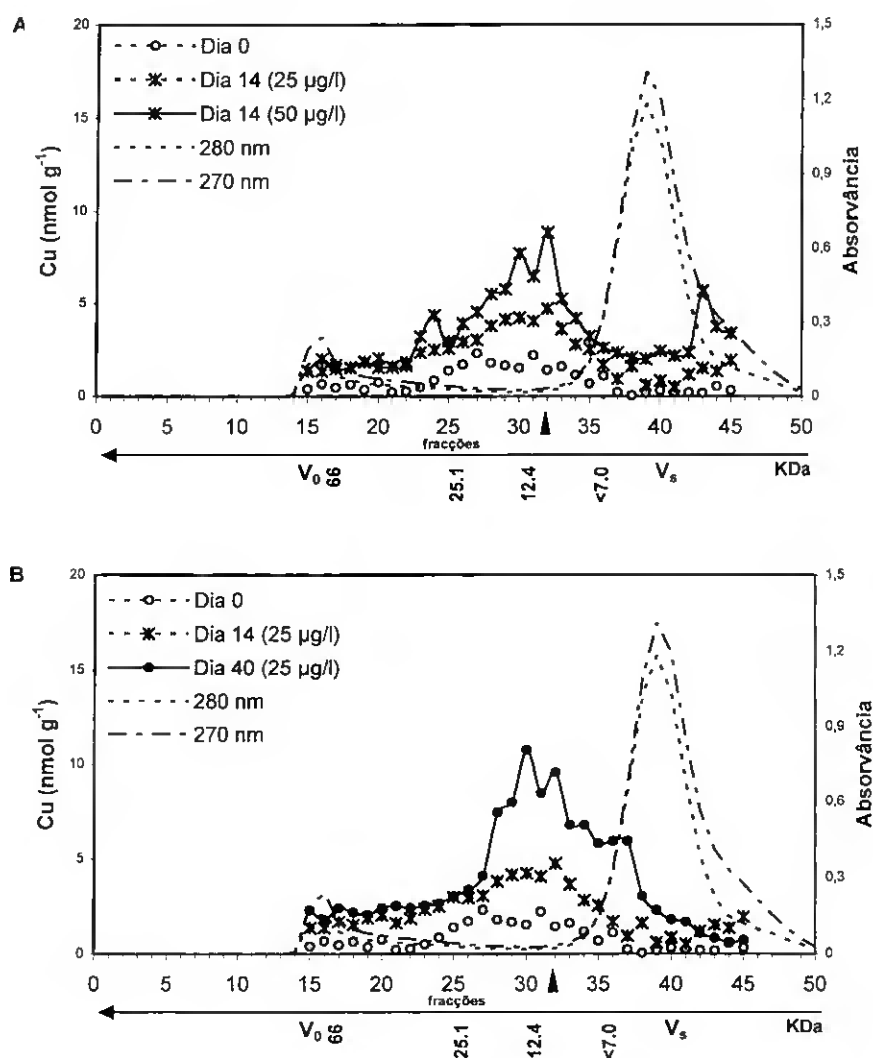 A
Dia 0
Dia 14 (25 µg/l)
Dia 14 (50 µg/l)
280 nm
270 nm
Cu (nmol g⁻¹)
20
15
10
5
0
Absorvância
1,5
1,2
0,9
0,6
0,3
0
0 5 10 15 20 25 30 35 40 45 50
fracções
V₀ 66 25.1 12.4 <7.0 Vₛ KDa
B
Dia 0
Dia 14 (25 µg/l)
Dia 40 (25 µg/l)
280 nm
270 nm
Cu (nmol g⁻¹)
20
15
10
5
0
Absorvância
1,5
1,2
0,9
0,6
0,3
0
0 5 10 15 20 25 30 35 40 45 50
fracções
V₀ 66 25.1 12.4 <7.0 Vₛ KDa